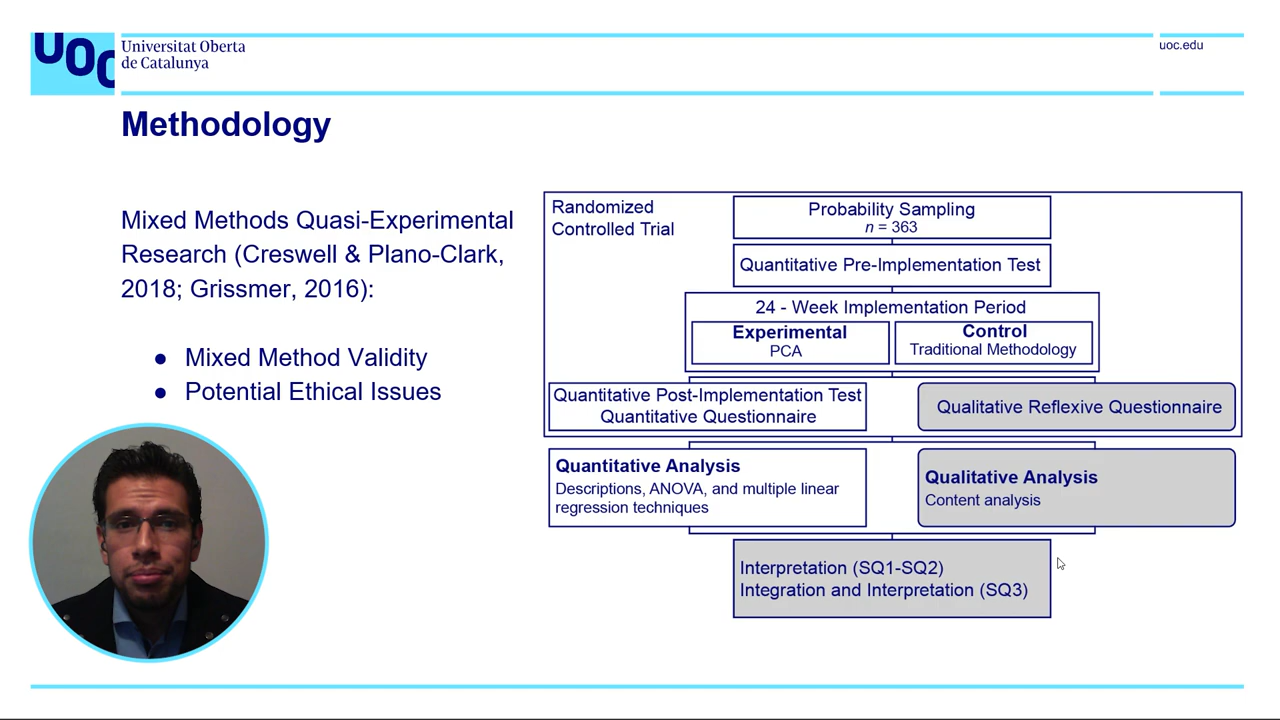 UOC
Universitat Oberta
de Catalunya
uoc.edu
Methodology
Mixed Methods Quasi-Experimental
Research (Creswell & Plano-Clark,
2018; Grissmer, 2016):
● Mixed Method Validity
● Potential Ethical Issues
Randomized
Controlled Trial
Probability Sampling
n = 363
Quantitative Pre-Implementation Test
24 - Week Implementation Period
Experimental
PCA
Control
Traditional Methodology
Quantitative Post-Implementation Test
Quantitative Questionnaire
Qualitative Reflexive Questionnaire
Quantitative Analysis
Descriptions, ANOVA, and multiple linear
regression techniques
Qualitative Analysis
Content analysis
Interpretation (SQ1-SQ2)
Integration and Interpretation (SQ3)